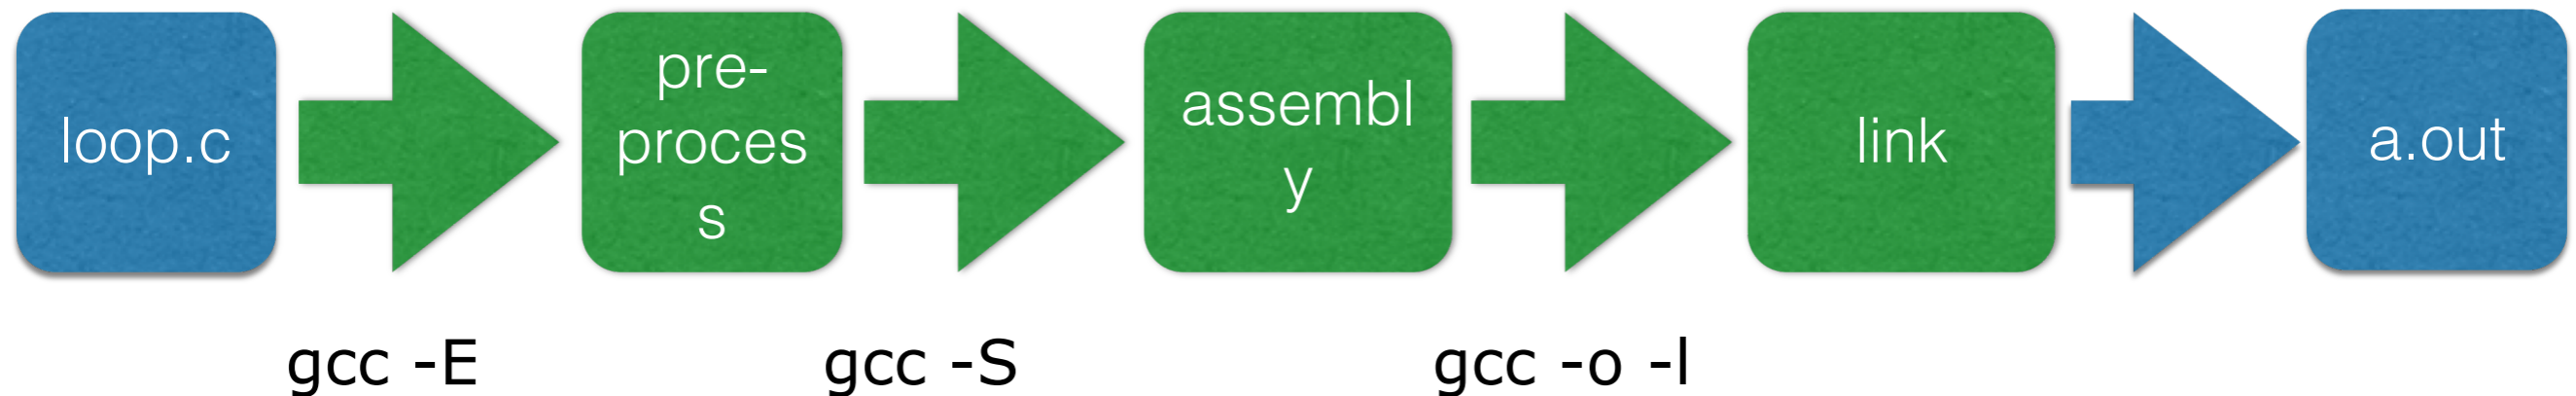 loop.c
pre-
proces
s
assembl
y
link
a.out
gcc -E
gcc -S
gcc -o -l